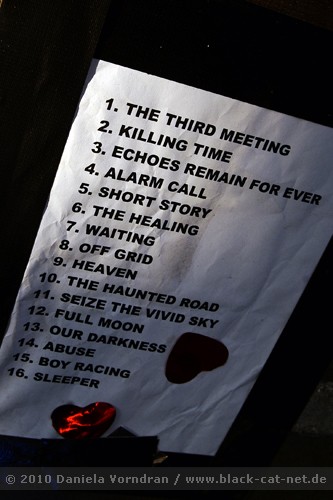 1. THE THIRD MEETING
2. KILLING TIME
3. ECHOES REMAIN FOR EVER
4. ALARM CALL
5. SHORT STORY
6. THE HEALING
7. WAITING
8. OFF GRID
9. HEAVEN
10. THE HAUNTED ROAD
11. SEIZE THE VIVID SKY
12. FULL MOON
13. OUR DARKNESS
14. ABUSE
15. BOY RACING
16. SLEEPER
© 2010 Daniela Vorndran / www.black-cat-net.de